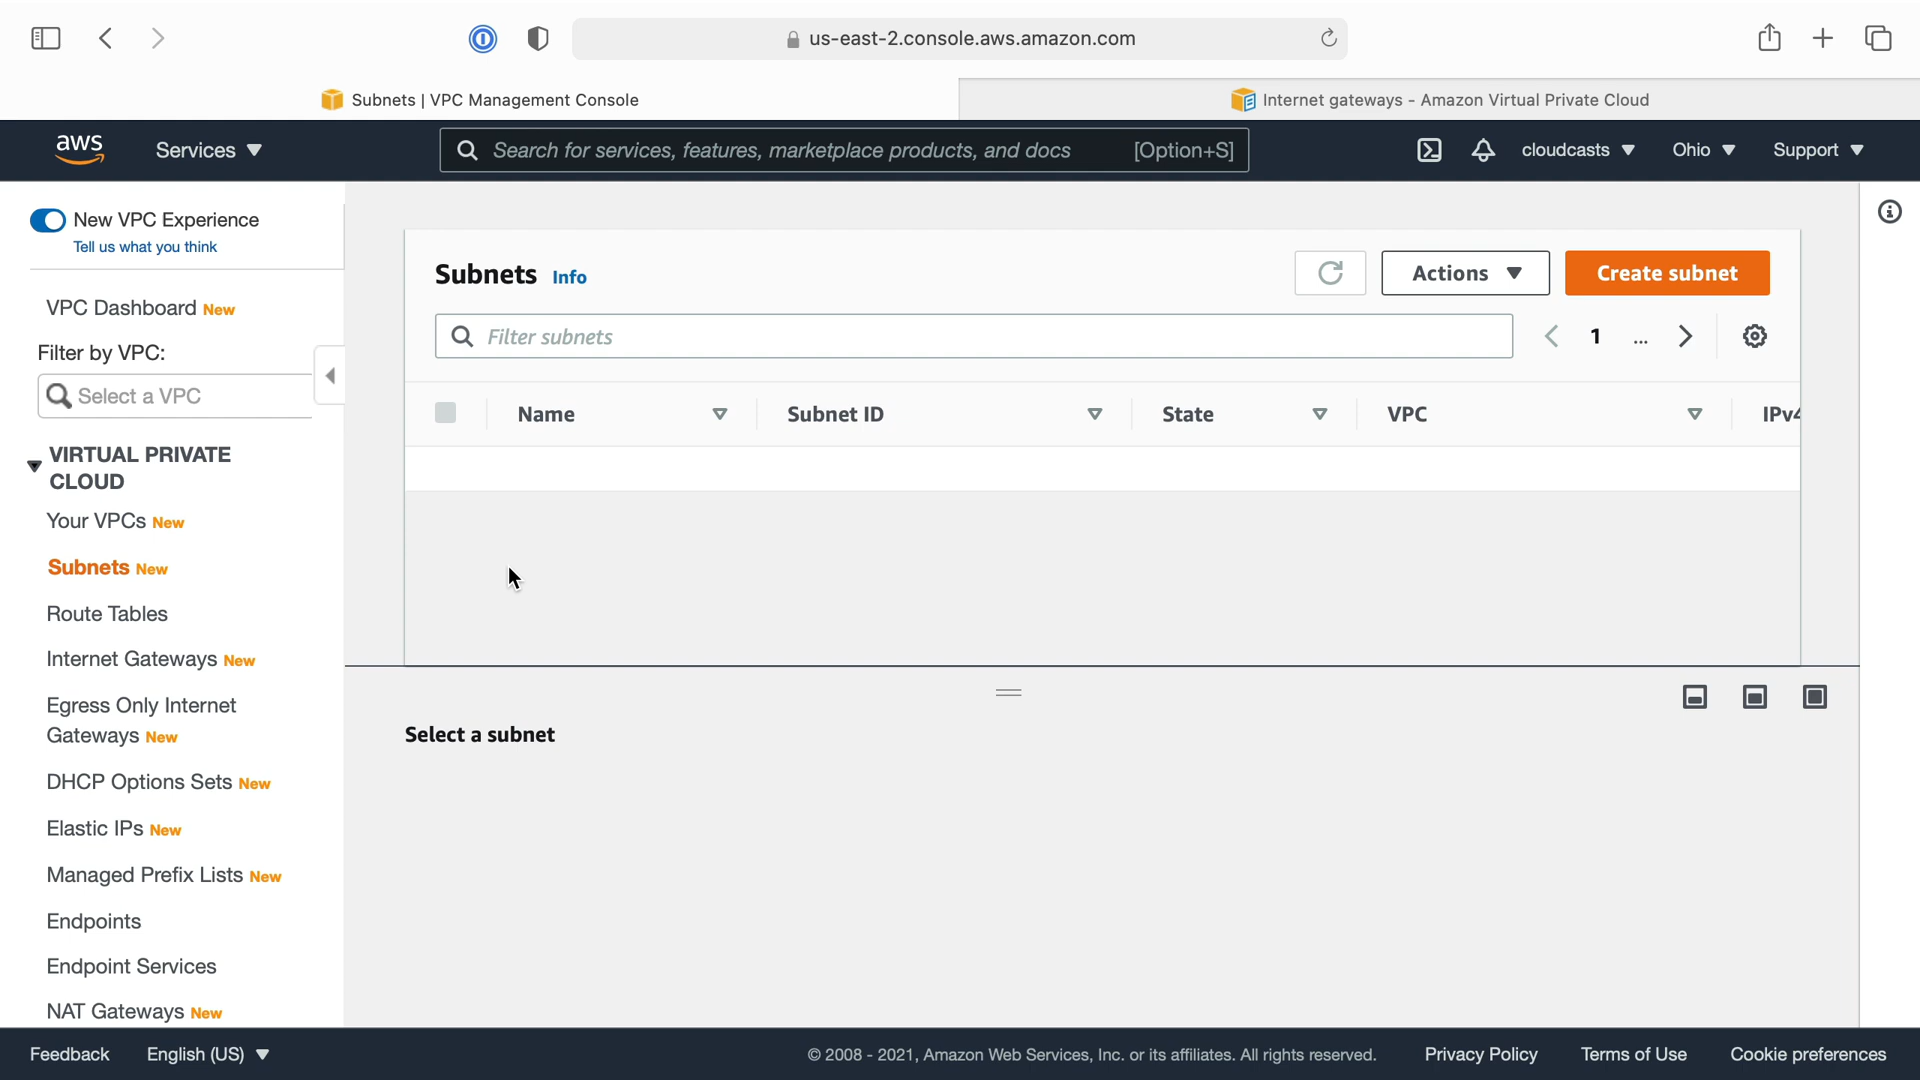 us-east-2.console.aws.amazon.com
Subnets | VPC Management Console
Internet gateways - Amazon Virtual Private Cloud
aws
Services
Search for services, features, marketplace products, and docs [Option+S]
cloudcasts
Ohio
Support
New VPC Experience
Tell us what you think
VPC Dashboard New
Filter by VPC:
Select a VPC
VIRTUAL PRIVATE
CLOUD
Your VPCs New
Subnets New
Route Tables
Internet Gateways New
Egress Only Internet
Gateways New
DHCP Options Sets New
Elastic IPs New
Managed Prefix Lists New
Endpoints
Endpoint Services
NAT Gateways New
Subnets Info
Actions
Create subnet
Filter subnets
1 ...
Name Subnet ID State VPC IPv4
Select a subnet
Feedback
English (US)
© 2008 - 2021, Amazon Web Services, Inc. or its affiliates. All rights reserved.
Privacy Policy
Terms of Use
Cookie preferences